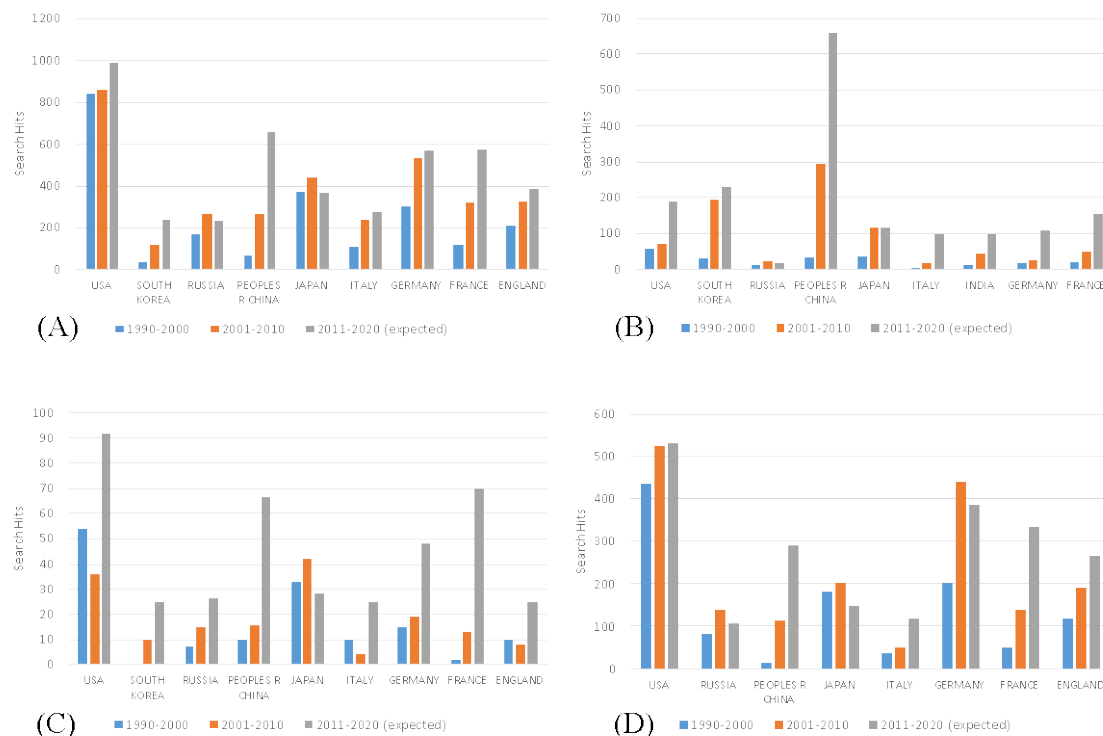 1200
1000
800
600
400
200
0
Search Hits
USA
SOUTH KOREA
RUSSIA
PEOPLES R CHINA
JAPAN
ITALY
GERMANY
FRANCE
ENGLAND
(A)
1990-2000 2001-2010 2011-2020 (expected)
700
600
500
400
300
200
100
0
Search Hits
USA
SOUTH KOREA
RUSSIA
PEOPLES R CHINA
JAPAN
ITALY
INDIA
GERMANY
FRANCE
(B)
1990-2000 2001-2010 2011-2020 (expected)
100
90
80
70
60
50
40
30
20
10
0
Search Hits
USA
SOUTH KOREA
RUSSIA
PEOPLES R CHINA
JAPAN
ITALY
GERMANY
FRANCE
ENGLAND
(C)
1990-2000 2001-2010 2011-2020 (expected)
600
500
400
300
200
100
0
Search Hits
USA
RUSSIA
PEOPLES R CHINA
JAPAN
ITALY
GERMANY
FRANCE
ENGLAND
(D)
1990-2000 2001-2010 2011-2020 (expected)